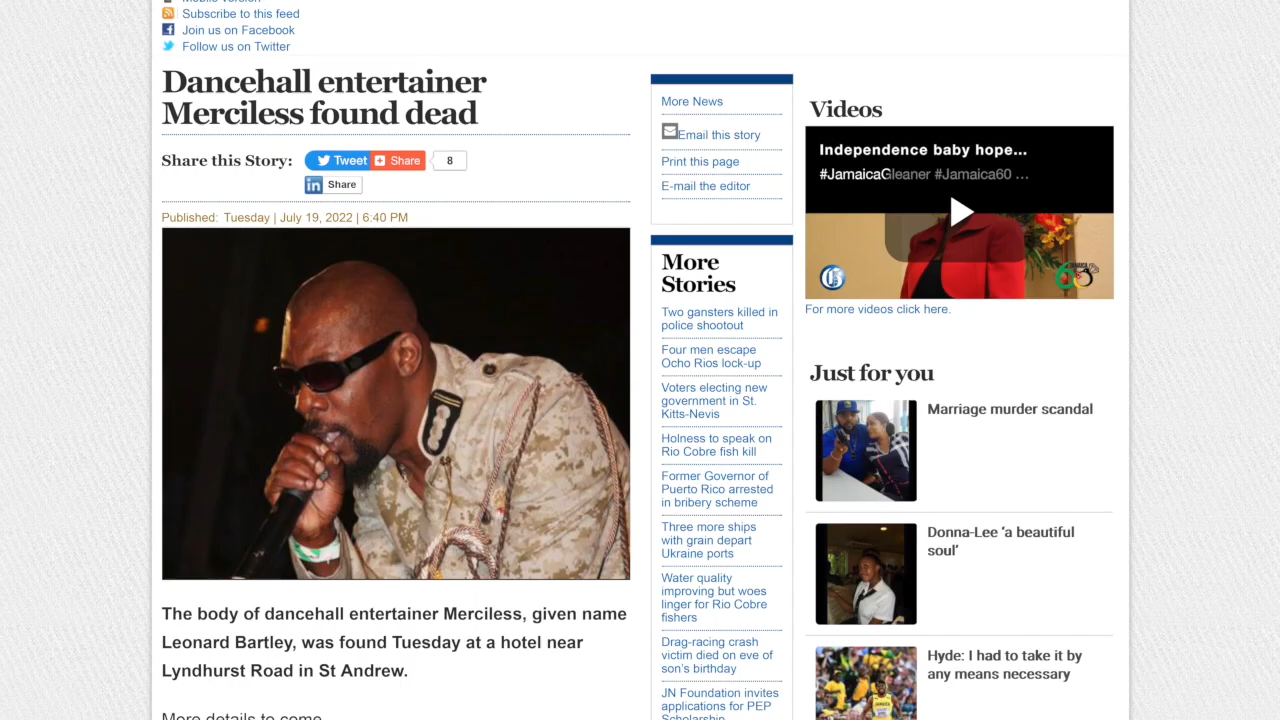 Subscribe to this feed
Join us on Facebook
Follow us on Twitter
Dancehall entertainer
Merciless found dead
Share this Story:
Tweet
Share
8
Share
Published: Tuesday | July 19, 2022 | 6:40 PM
The body of dancehall entertainer Merciless, given name
Leonard Bartley, was found Tuesday at a hotel near
Lyndhurst Road in St Andrew.
More details to come
More News
Email this story
Print this page
E-mail the editor
More
Stories
Two gansters killed in
police shootout
Four men escape
Ocho Rios lock-up
Voters electing new
government in St.
Kitts-Nevis
Holness to speak on
Rio Cobre fish kill
Former Governor of
Puerto Rico arrested
in bribery scheme
Three more ships
with grain depart
Ukraine ports
Water quality
improving but woes
linger for Rio Cobre
fishers
Drag-racing crash
victim died on eve of
son's birthday
JN Foundation invites
applications for PEP
Scholarship
Videos
Independence baby hope...
#JamaicaGleaner #Jamaica60 ...
For more videos click here.
Just for you
Marriage murder scandal
Donna-Lee ‘a beautiful
soul’
Hyde: I had to take it by
any means necessary